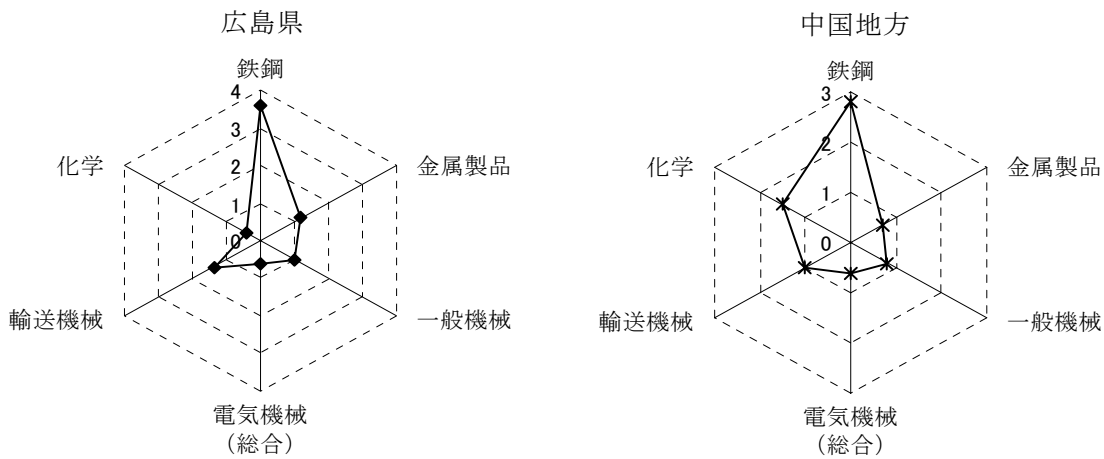 広島県
鉄鋼
4
3
2
1
0
金属製品
一般機械
電気機械
(総合)
輸送機械
化学
中国地方
鉄鋼
3
2
1
0
金属製品
一般機械
電気機械
(総合)
輸送機械
化学